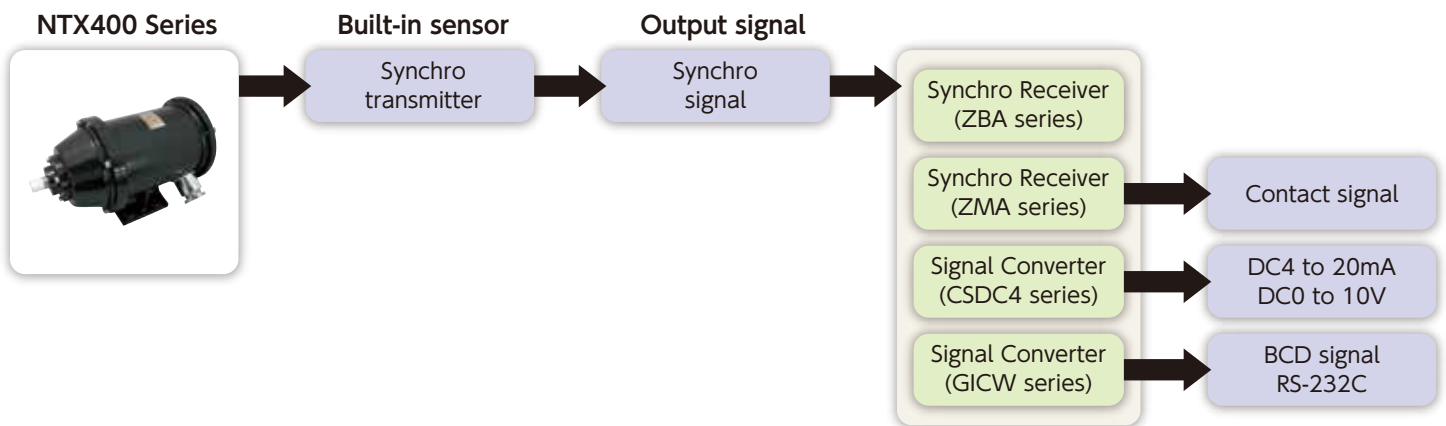 NTX400 Series
Built-in sensor
Output signal
Synchro
transmitter
Synchro
signal
Synchro Receiver
(ZBA series)
Synchro Receiver
(ZMA series)
Contact signal
Signal Converter
(CSDC4 series)
DC4 to 20mA
DC0 to 10V
Signal Converter
(GICW series)
BCD signal
RS-232C